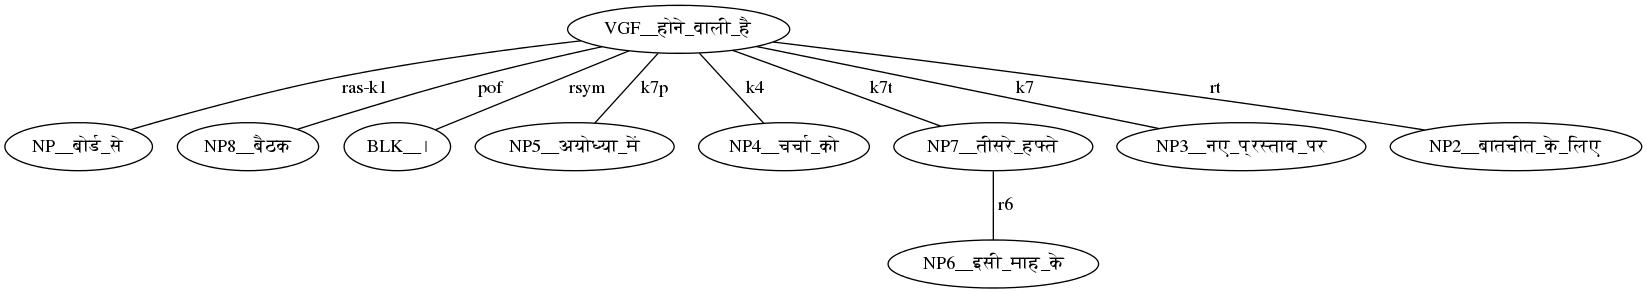 VGF__होने_वाली_है
ras-k1 pof rsym k7p k4 k7t k7 rt
NP__बोर्ड_से NP8__बैठक BLK__। NP5__अयोध्या_में NP4__चर्चा_को NP7__तीसरे_हफ्ते NP3__नए_प्रस्ताव_पर NP2__बातचीत_के_लिए
r6
NP6__इसी_माह_के